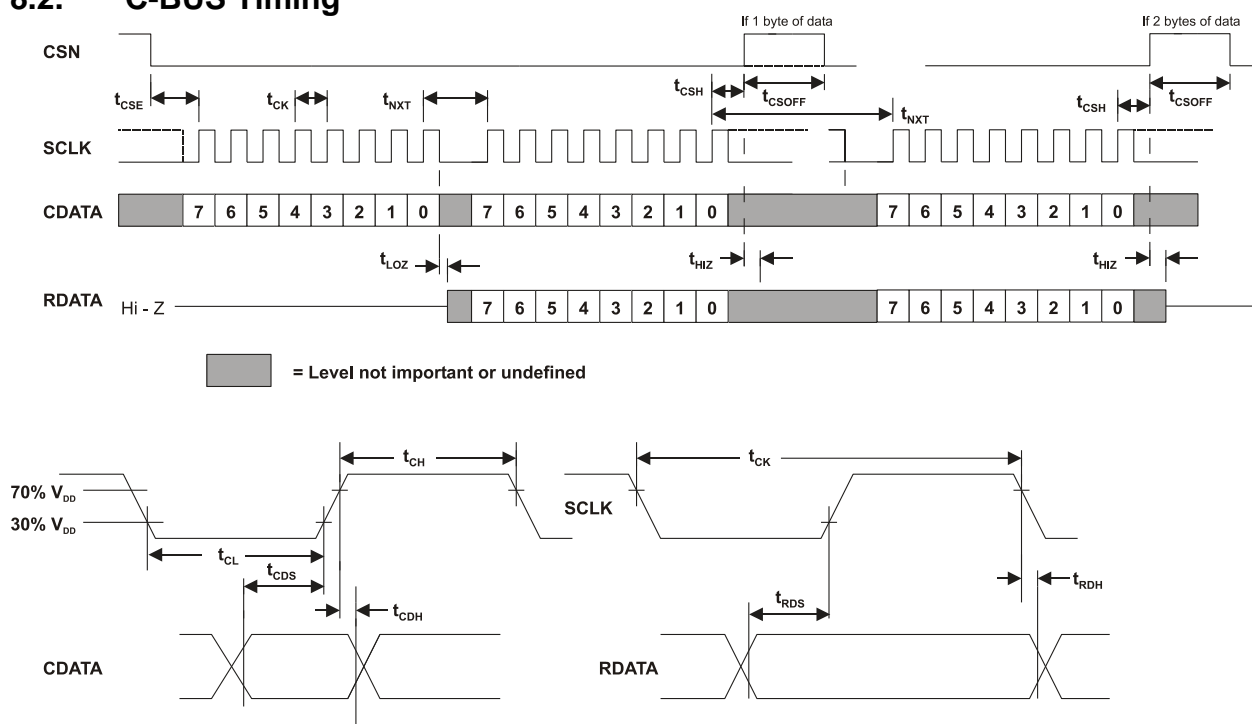 8.2. C-BUS Timing
If 1 byte of data
If 2 bytes of data
CSN
tCSE
tCK
tNXT
tCSH
tCSOFF
tNXT
tCSH
tCSOFF
SCLK
CDATA 7 6 5 4 3 2 1 0 7 6 5 4 3 2 1 0 7 6 5 4 3 2 1 0
tLOZ
tHIZ
tHIZ
RDATA Hi - Z 7 6 5 4 3 2 1 0 7 6 5 4 3 2 1 0
= Level not important or undefined
tCH
tCK
70% VDD
30% VDD
SCLK
tCL
tCDS
tCDH
tRDS
tRDH
CDATA
RDATA